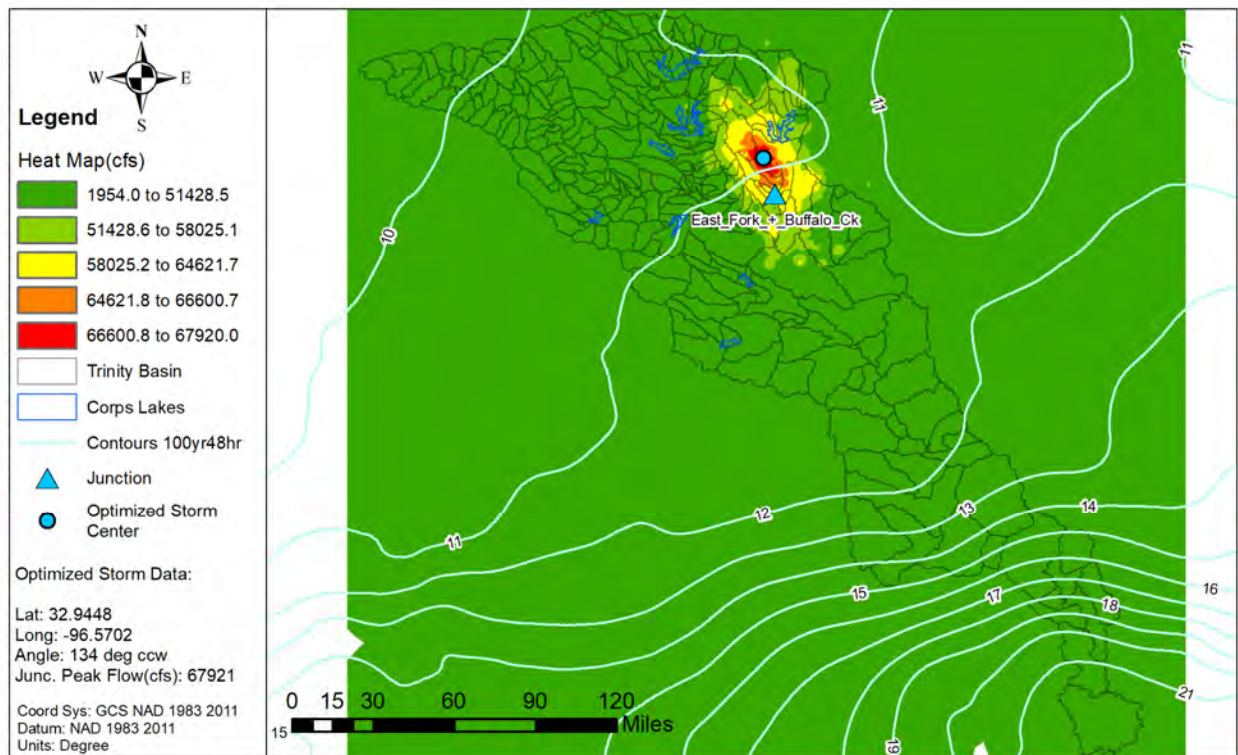 N
W E
S
Legend
Heat Map(cfs)
1954.0 to 51428.5
51428.6 to 58025.1
58025.2 to 64621.7
64621.8 to 66600.7
66600.8 to 67920.0
Trinity Basin
Corps Lakes
Contours 100yr48hr
Junction
Optimized Storm
Center
Optimized Storm Data:
Lat: 32.9448
Long: -96.5702
Angle: 134 deg ccw
Junc. Peak Flow(cfs): 67921
Coord Sys: GCS NAD 1983 2011
Datum: NAD 1983 2011
Units: Degree
11
11
10
East_Fork_+_Buffalo_Ck
11
12
13
14
15
16
17
18
19
21
0 15 30 60 90 120
Miles
15